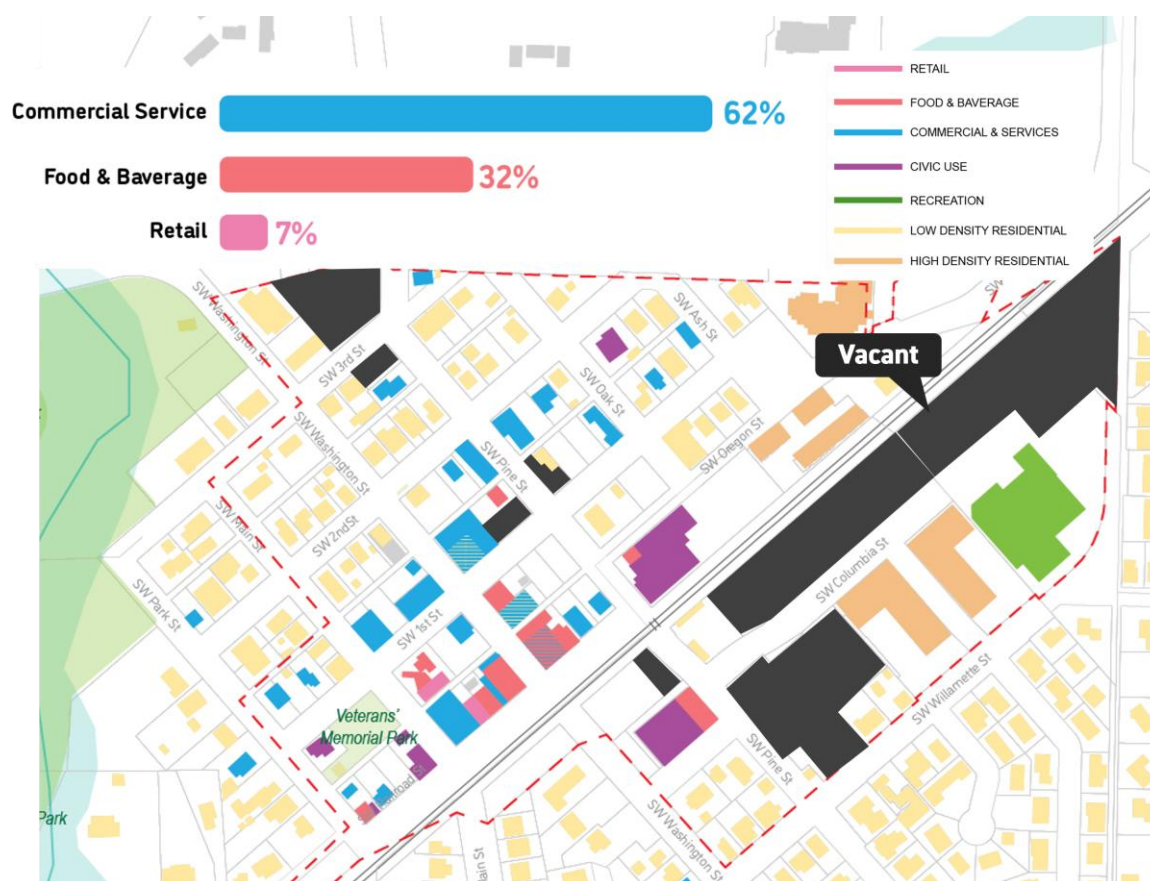 Commercial Service
62%
Food & Baverage
32%
Retail
7%
RETAIL
FOOD & BAVERAGE
COMMERCIAL & SERVICES
CIVIC USE
RECREATION
LOW DENSITY RESIDENTIAL
HIGH DENSITY RESIDENTIAL
SW Washington St
SW 3rd St
SW Ash St
SW
Vacant
SW Oak St
SW Oregon St
SW Washington St
SW Pine St
SW Main St
SW 2nd St
SW Park St
SW 1st St
SW Columbia St
SW Willamette St
Veterans'
Memorial Park
SW Pine St
Park
SW Washington St